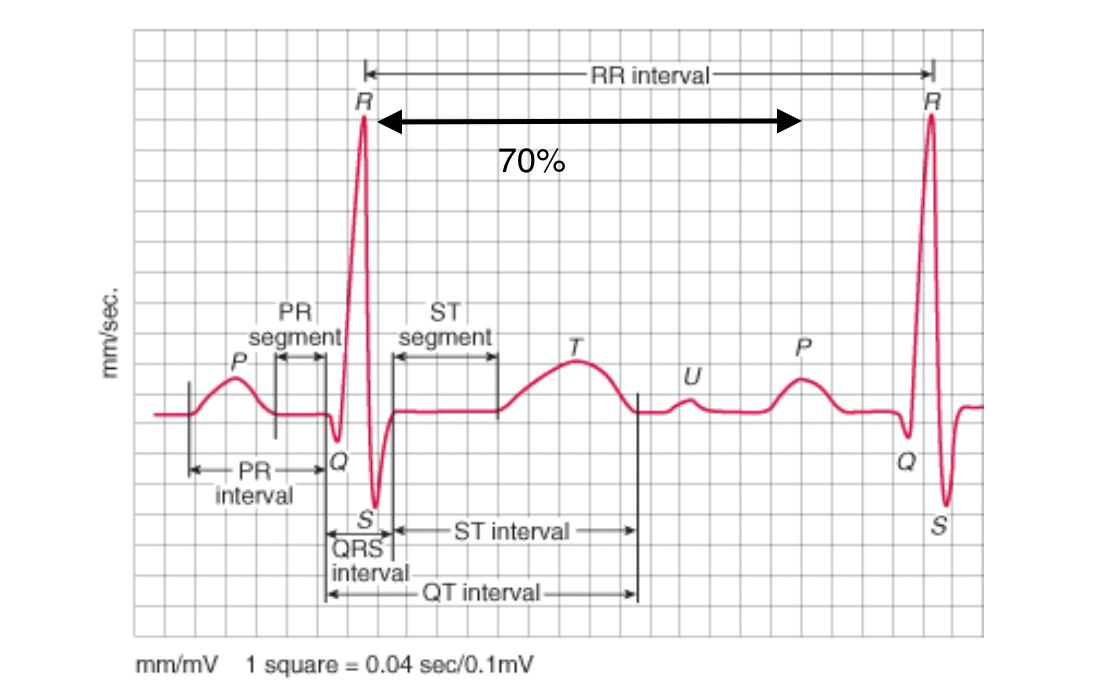 RR interval
R
R
70%
PR
segment
ST
segment
P
T
U
P
mm/sec.
Q
PR
interval
Q
S
S
ST interval
QRS
interval
QT interval
mm/mV 1 square = 0.04 sec/0.1mV